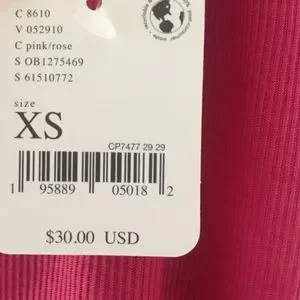 C 8610
V 052910
C pink/rose
S OB1275469
S 61510772
size
XS
CP7477 29 29
1 95889 05018 2
$30.00 USD